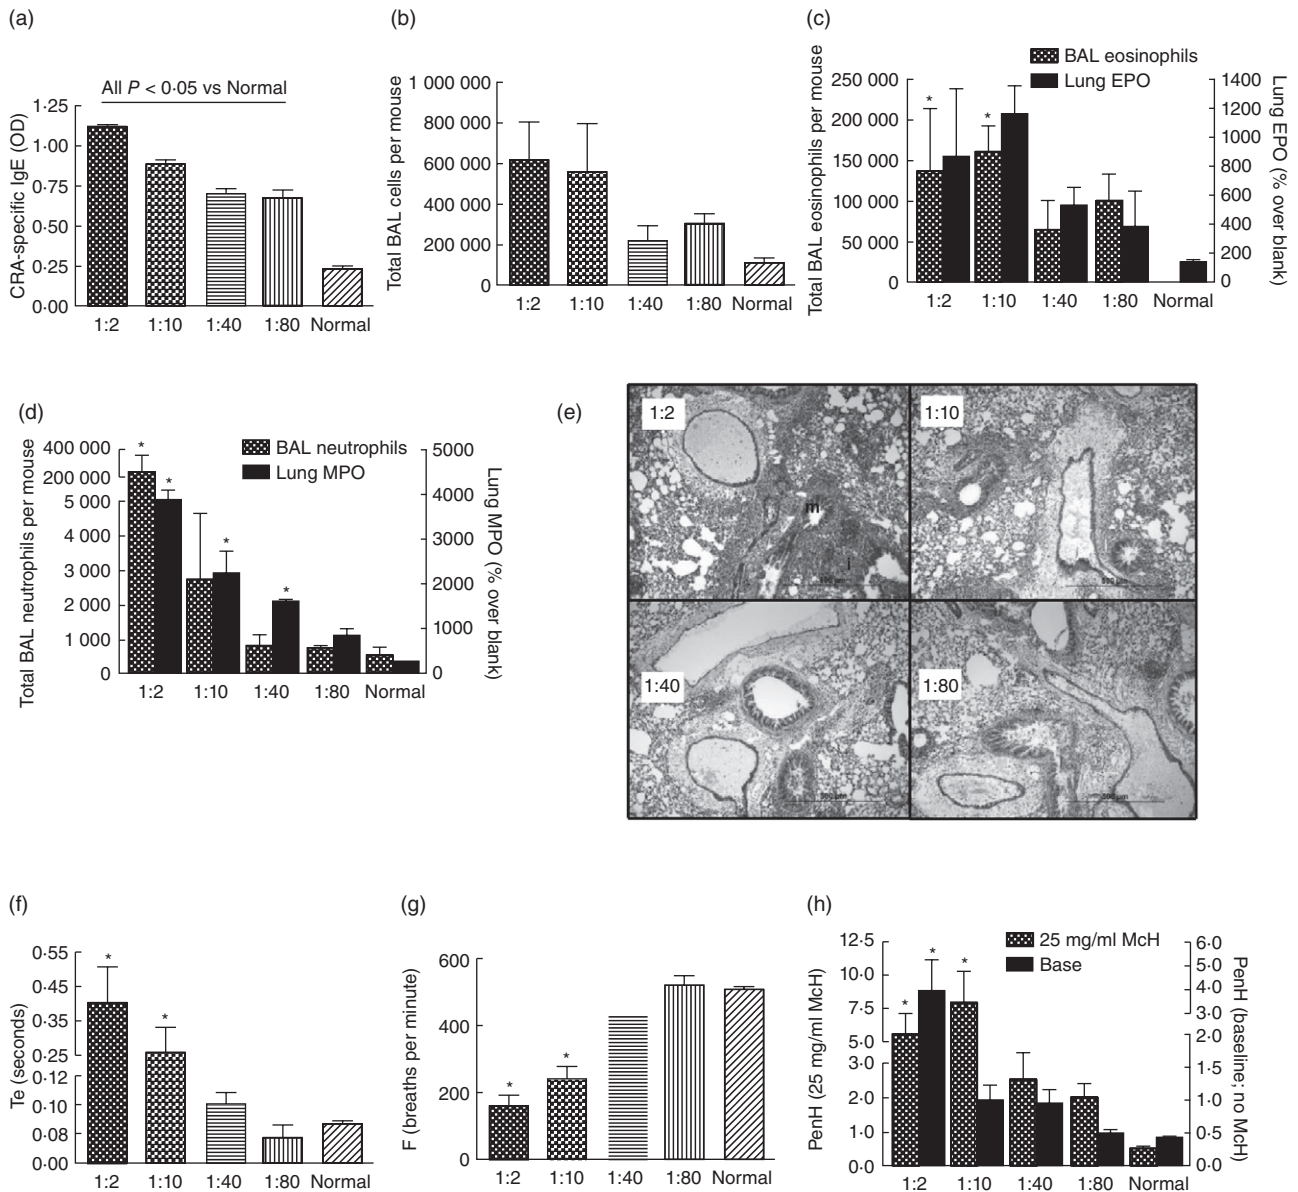 (a)
All P < 0·05 vs Normal
CRA-specific IgE (OD)
1·25
1·00
0·75
0·50
0·25
0·00
1:2 1:10 1:40 1:80 Normal
(b)
Total BAL cells per mouse
1 000 000
800 000
600 000
400 000
200 000
0
1:2 1:10 1:40 1:80 Normal
(c)
BAL eosinophils
Lung EPO
Total BAL eosinophils per mouse
250 000
200 000
150 000
100 000
50 000
0
* *
1400
1200
1000
800
600
400
200
0
Lung EPO (% over blank)
1:2 1:10 1:40 1:80 Normal
(d)
BAL neutrophils
Lung MPO
Total BAL neutrophils per mouse
400 000
200 000
5 000
3 000
2 000
1 000
0
* * * *
5000
4000
3000
2000
1000
0
Lung MPO (% over blank)
1:2 1:10 1:40 1:80 Normal
(e)
1:2
m
i
1:10
1:40
1:80
(f)
Te (seconds)
0·55
0·45
0·35
0·25
0·12
0·10
0·08
0·00
* *
1:2 1:10 1:40 1:80 Normal
(g)
F (breaths per minute)
600
400
200
0
* *
1:2 1:10 1:40 1:80 Normal
(h)
25 mg/ml McH
Base
PenH (25 mg/ml McH)
12·5
10·0
7·5
5·0
3·0
2·0
1·0
0·0
* * *
6·0
5·0
4·0
3·0
2·0
1·5
1·0
0·5
0·0
PenH (baseline; no McH)
1:2 1:10 1:40 1:80 Normal